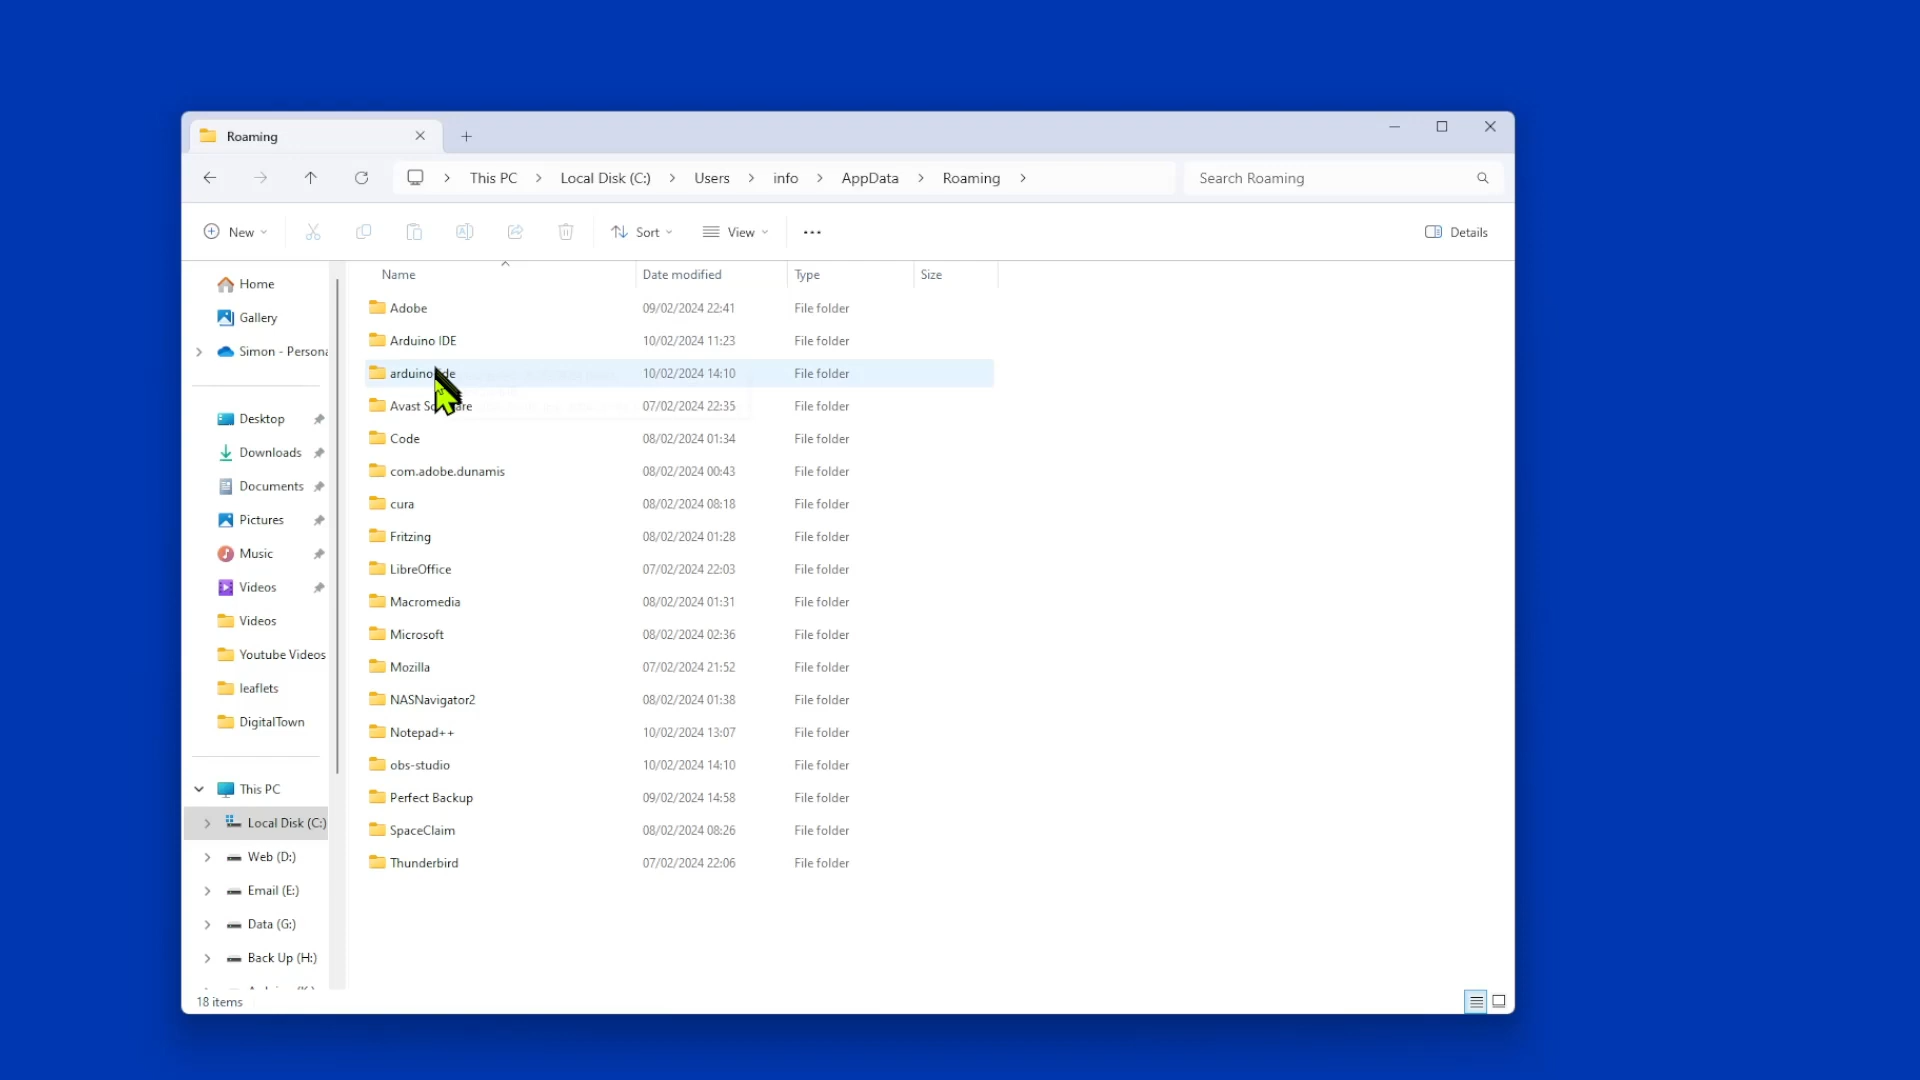 Roaming
This PC Local Disk (C:) Users info AppData Roaming Search Roaming
New Sort View Details
Name Date modified Type Size
Home
Gallery
Simon - Persona
Desktop
Downloads
Documents
Pictures
Music
Videos
Videos
Youtube Videos
leaflets
DigitalTown
This PC
Local Disk (C:)
Web (D:)
Email (E:)
Data (G:)
Back Up (H:)
Adobe 09/02/2024 22:41 File folder
Arduino IDE 10/02/2024 11:23 File folder
10/02/2024 14:10 File folder
Avast 07/02/2024 22:35 File folder
Code 08/02/2024 01:34 File folder
com.adobe.dunamis 08/02/2024 00:43 File folder
cura 08/02/2024 08:18 File folder
Fritzing 08/02/2024 01:28 File folder
LibreOffice 07/02/2024 22:03 File folder
Macromedia 08/02/2024 01:31 File folder
Microsoft 08/02/2024 02:36 File folder
Mozilla 07/02/2024 21:52 File folder
NASNavigator2 08/02/2024 01:38 File folder
Notepad++ 10/02/2024 13:07 File folder
obs-studio 10/02/2024 14:10 File folder
Perfect Backup 09/02/2024 14:58 File folder
SpaceClaim 08/02/2024 08:26 File folder
Thunderbird 07/02/2024 22:06 File folder
18 items